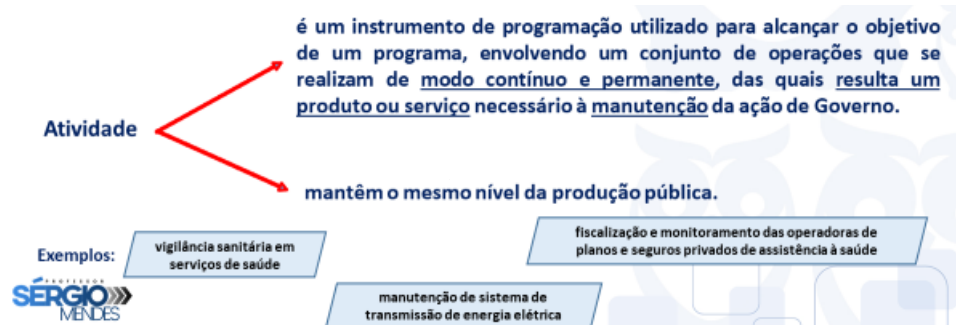 é um instrumento de programação utilizado para alcançar o objetivo
de um programa, envolvendo um conjunto de operações que se
realizam de modo contínuo e permanente, das quais resulta um
produto ou serviço necessário à manutenção da ação de Governo.
Atividade
mantêm o mesmo nível da produção pública.
Exemplos:
vigilância sanitária em
serviços de saúde
fiscalização e monitoramento das operadoras de
planos e seguros privados de assistência à saúde
manutenção de sistema de
transmissão de energia elétrica
PROFESSOR
SÉRGIO
MENDES